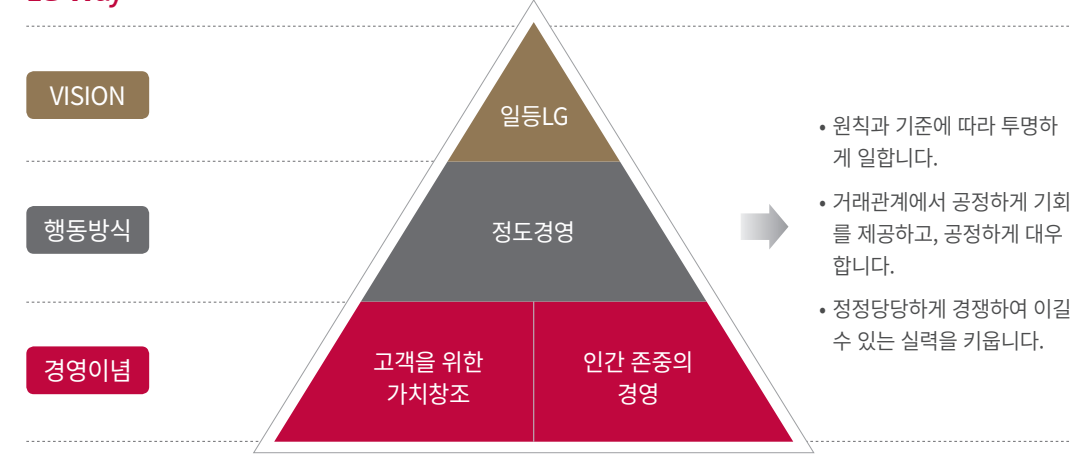 LG Way
VISION
일등LG
행동방식
정도경영
경영이념
고객을 위한
가치창조
인간 존중의
경영
• 원칙과 기준에 따라 투명하
게 일합니다.
• 거래관계에서 공정하게 기회
를 제공하고, 공정하게 대우
합니다.
• 정정당당하게 경쟁하여 이길
수 있는 실력을 키웁니다.